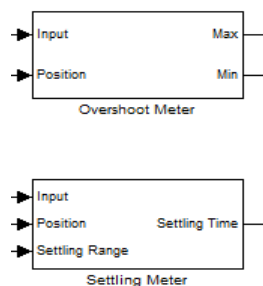 Input Max
Position Min
Overshoot Meter
Input
Position Settling Time
Settling Range
Settling Meter